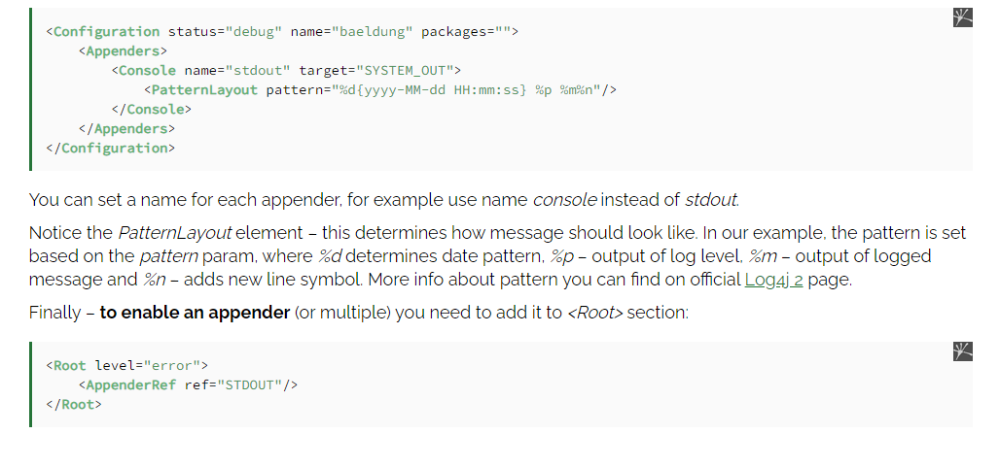 <Configuration status="debug" name="baeldung" packages="">
    <Appenders>
        <Console name="stdout" target="SYSTEM_OUT">
            <PatternLayout pattern="%d{yyyy-MM-dd HH:mm:ss} %p %m%n"/>
        </Console>
    </Appenders>
</Configuration>
You can set a name for each appender, for example use name console instead of stdout.
Notice the PatternLayout element – this determines how message should look like. In our example, the pattern is set
based on the pattern param, where %d determines date pattern, %p – output of log level, %m – output of logged
message and %n – adds new line symbol. More info about pattern you can find on official Log4j 2 page.
Finally – to enable an appender (or multiple) you need to add it to <Root> section:
<Root level="error">
    <AppenderRef ref="STDOUT"/>
</Root>